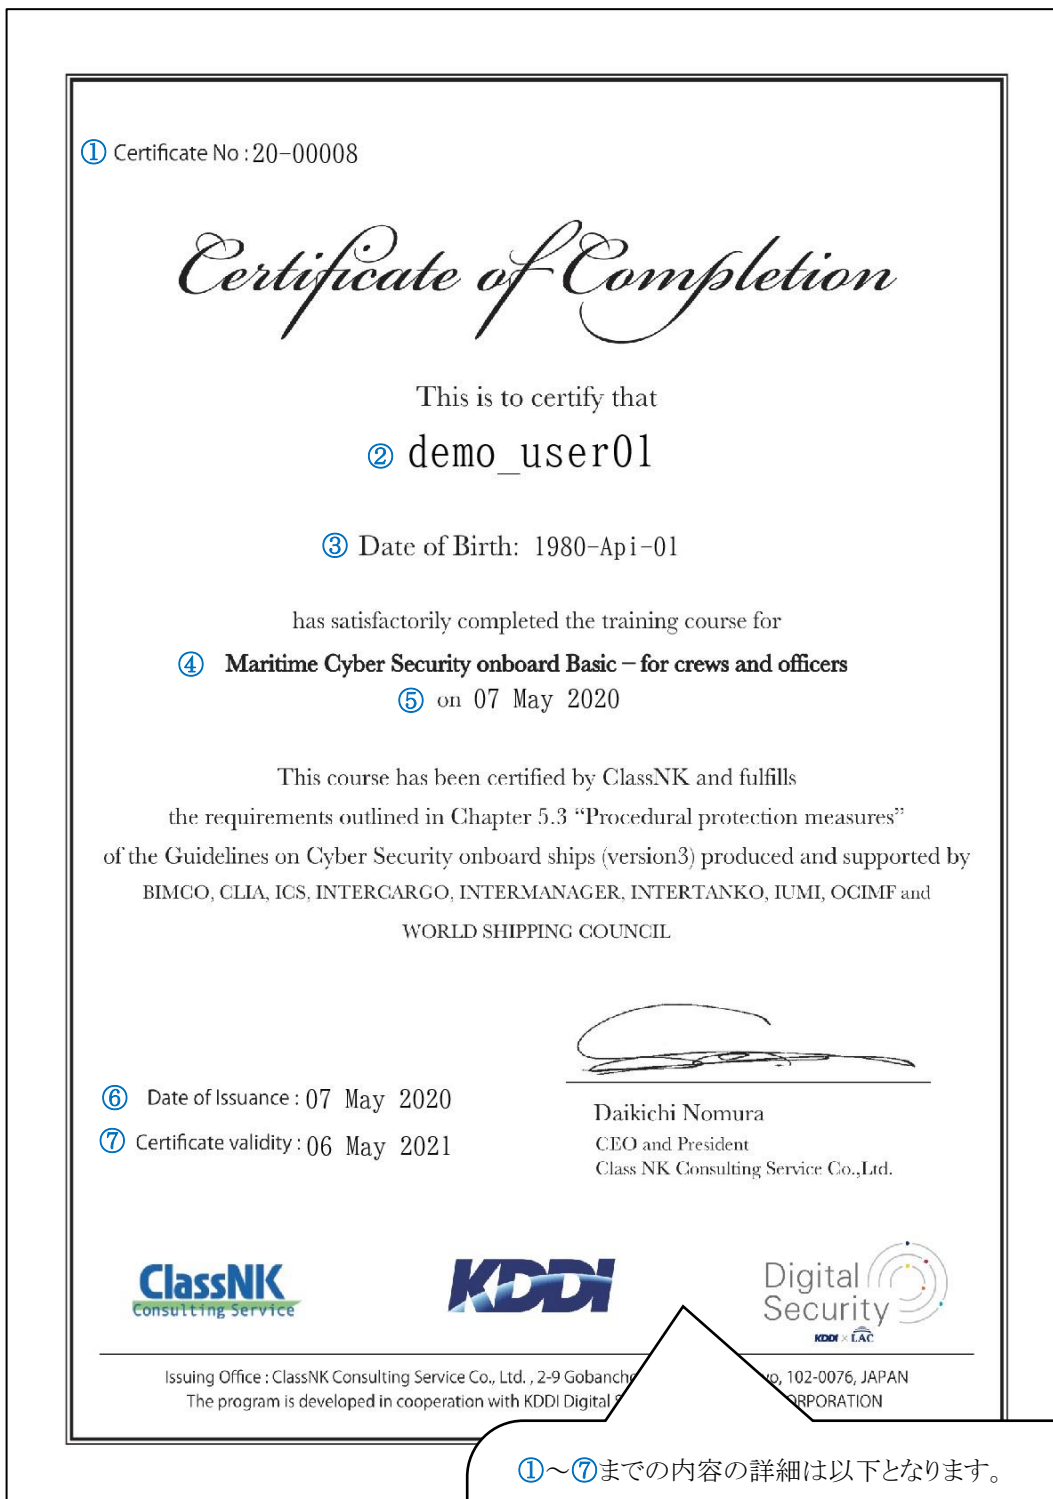 ① Certificate No : 20-00008
Certificate of Completion
This is to certify that
② demo_user01
③ Date of Birth: 1980-Api-01
has satisfactorily completed the training course for
④ Maritime Cyber Security onboard Basic – for crews and officers
⑤ on 07 May 2020
This course has been certified by ClassNK and fulfills
the requirements outlined in Chapter 5.3 “Procedural protection measures”
of the Guidelines on Cyber Security onboard ships (version3) produced and supported by
BIMCO, CLIA, ICS, INTERCARGO, INTERMANAGER, INTERTANKO, IUMI, OCIMF and
WORLD SHIPPING COUNCIL
⑥ Date of Issuance : 07 May 2020
⑦ Certificate validity : 06 May 2021
Daikichi Nomura
CEO and President
Class NK Consulting Service Co.,Ltd.
ClassNK
Consulting Service
KDDI
Digital
Security
KDDI × LAC
Issuing Office : ClassNK Consulting Service Co., Ltd. , 2-9 102-0076, JAPAN
The program is developed in cooperation with KDDI Digital
①～⑦までの内容の詳細は以下となります。